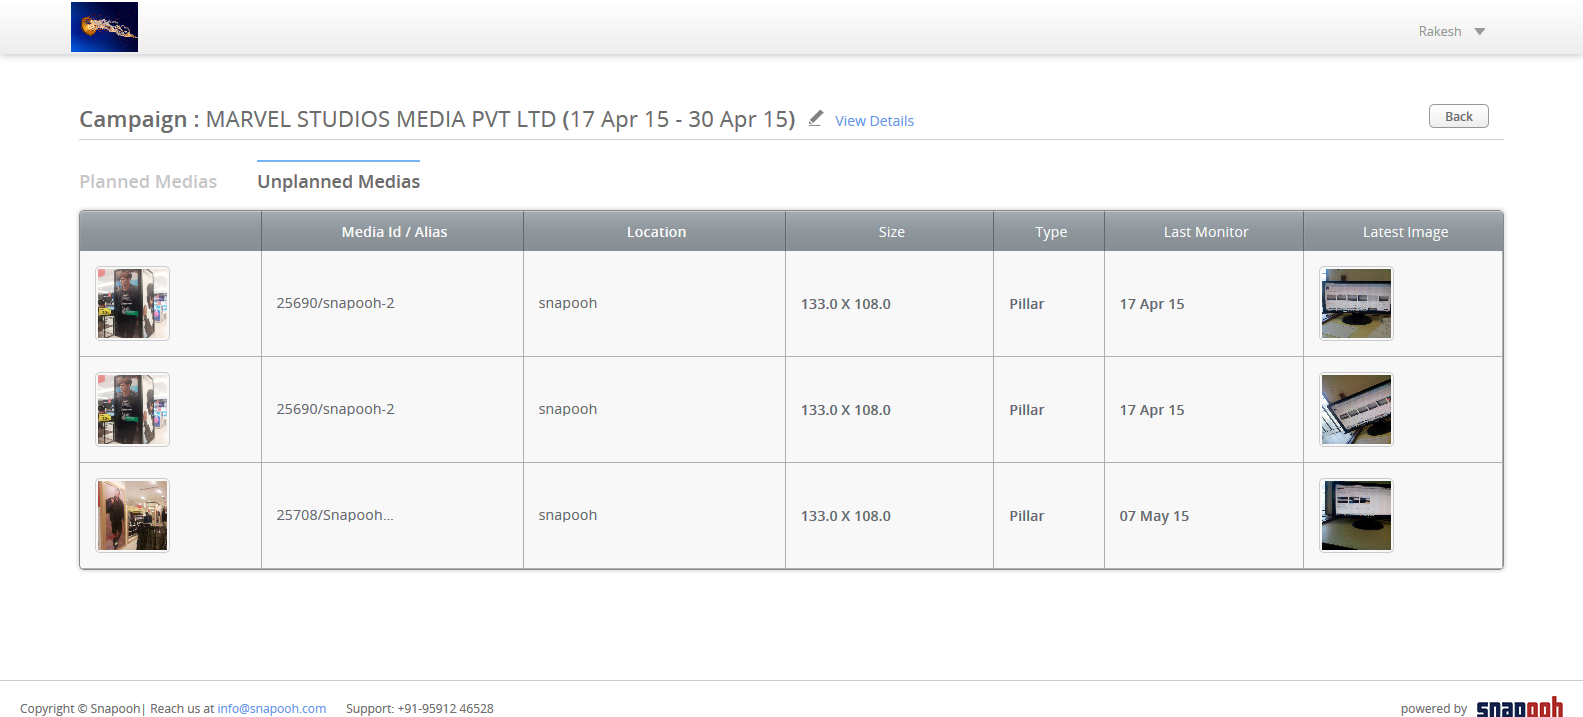 Rakesh
Campaign : MARVEL STUDIOS MEDIA PVT LTD (17 Apr 15 - 30 Apr 15) View Details Back
Planned Medias Unplanned Medias
Media Id / Alias Location Size Type Last Monitor Latest Image
25690/snapooh-2 snapooh 133.0 X 108.0 Pillar 17 Apr 15
25690/snapooh-2 snapooh 133.0 X 108.0 Pillar 17 Apr 15
25708/Snapooh... snapooh 133.0 X 108.0 Pillar 07 May 15
Copyright © Snapooh| Reach us at info@snapooh.com Support: +91-95912 46528 powered by snapooh